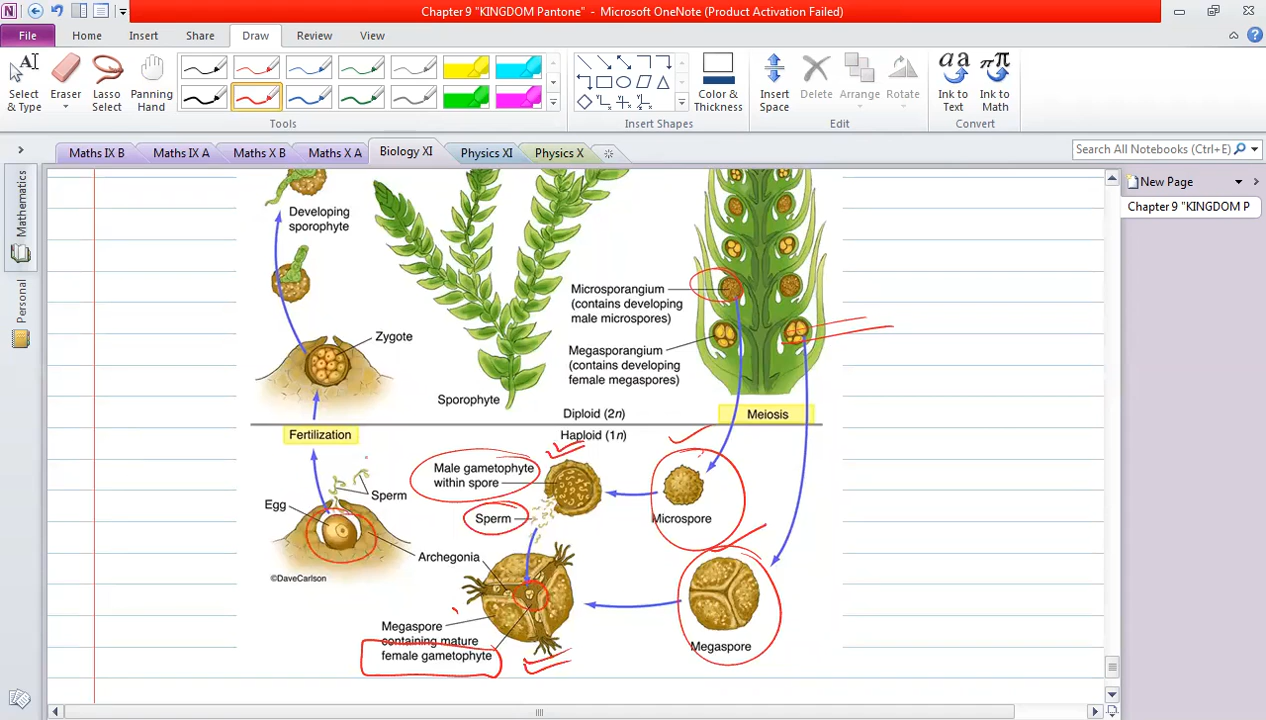 Chapter 9 "KINGDOM Pantone" - Microsoft OneNote (Product Activation Failed)
File Home Insert Share Draw Review View
Select & Type
Eraser
Lasso Select
Panning Hand
Color & Thickness
Insert Space
Delete
Arrange
Rotate
Ink to Text
Ink to Math
Tools
Insert Shapes
Edit
Convert
Maths IX B Maths IX A Maths X B Maths X A Biology XI Physics XI Physics X
Search All Notebooks (Ctrl+E)
Mathematics
Personal
New Page
Chapter 9 "KINGDOM P
Developing
sporophyte
Zygote
Sporophyte
Microsporangium
(contains developing
male microspores)
Megasporangium
(contains developing
female megaspores)
Diploid (2n)
Meiosis
Haploid (1n)
Fertilization
Male gametophyte
within spore
Sperm
Microspore
Sperm
Egg
Archegonia
©DaveCarlson
Megaspore
containing mature
female gametophyte
Megaspore